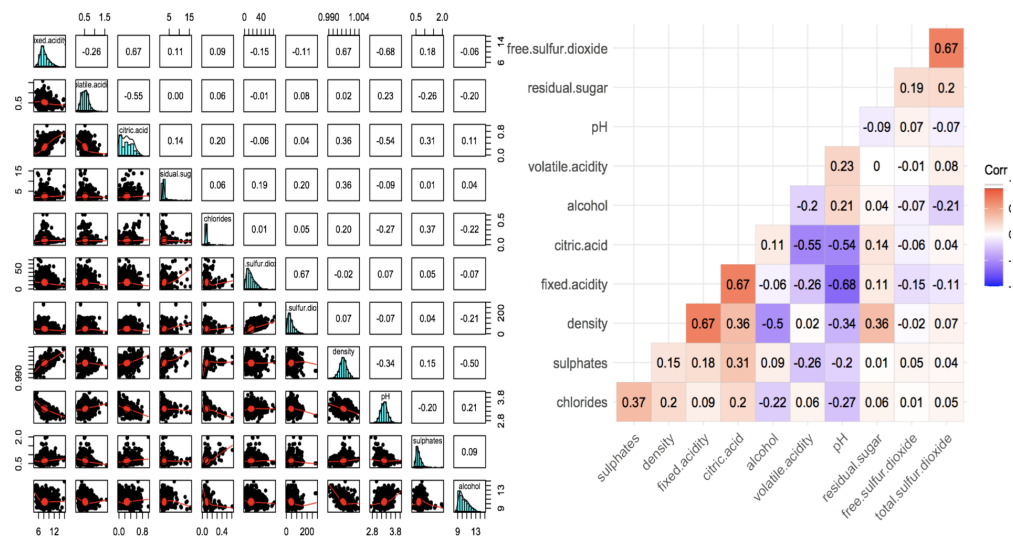 0.5 1.5 5 15 0 40 0.990 1.004 0.5 2.0
xed.acidity -0.26 0.67 0.11 0.09 -0.15 -0.11 0.67 -0.68 0.18 -0.06 6 14
0.5 latile.acidi -0.55 0.00 0.06 -0.01 0.08 0.02 0.23 -0.26 -0.20
citric.acid 0.14 0.20 -0.06 0.04 0.36 -0.54 0.31 0.11 0.0 0.8
5 15 sidual.sug 0.06 0.19 0.20 0.36 -0.09 0.01 0.04
chlorides 0.01 0.05 0.20 -0.27 0.37 -0.22 0.0 0.5
0 50 .sulfur.dio 0.67 -0.02 0.07 0.05 -0.07
sulfur.dio 0.07 -0.07 0.04 -0.21 0 200
0.990 density -0.34 0.15 -0.50
pH -0.20 0.21 2.8 3.8
0.5 2.0 sulphates 0.09
alcohol 9 13
6 12 0.0 0.8 0.0 0.4 0 200 2.8 3.8 9 13
free.sulfur.dioxide 0.67
residual.sugar 0.19 0.2
pH -0.09 0.07 -0.07
volatile.acidity 0.23 0 -0.01 0.08
alcohol -0.2 0.21 0.04 -0.07 -0.21
citric.acid 0.11 -0.55 -0.54 0.14 -0.06 0.04
fixed.acidity 0.67 -0.06 -0.26 -0.68 0.11 -0.15 -0.11
density 0.67 0.36 -0.5 0.02 -0.34 0.36 -0.02 0.07
sulphates 0.15 0.18 0.31 0.09 -0.26 -0.2 0.01 0.05 0.04
chlorides 0.37 0.2 0.09 0.2 -0.22 0.06 -0.27 0.06 0.01 0.05
sulphates
density
fixed.acidity
citric.acid
alcohol
volatile.acidity
pH
residual.sugar
free.sulfur.dioxide
total.sulfur.dioxide
Corr